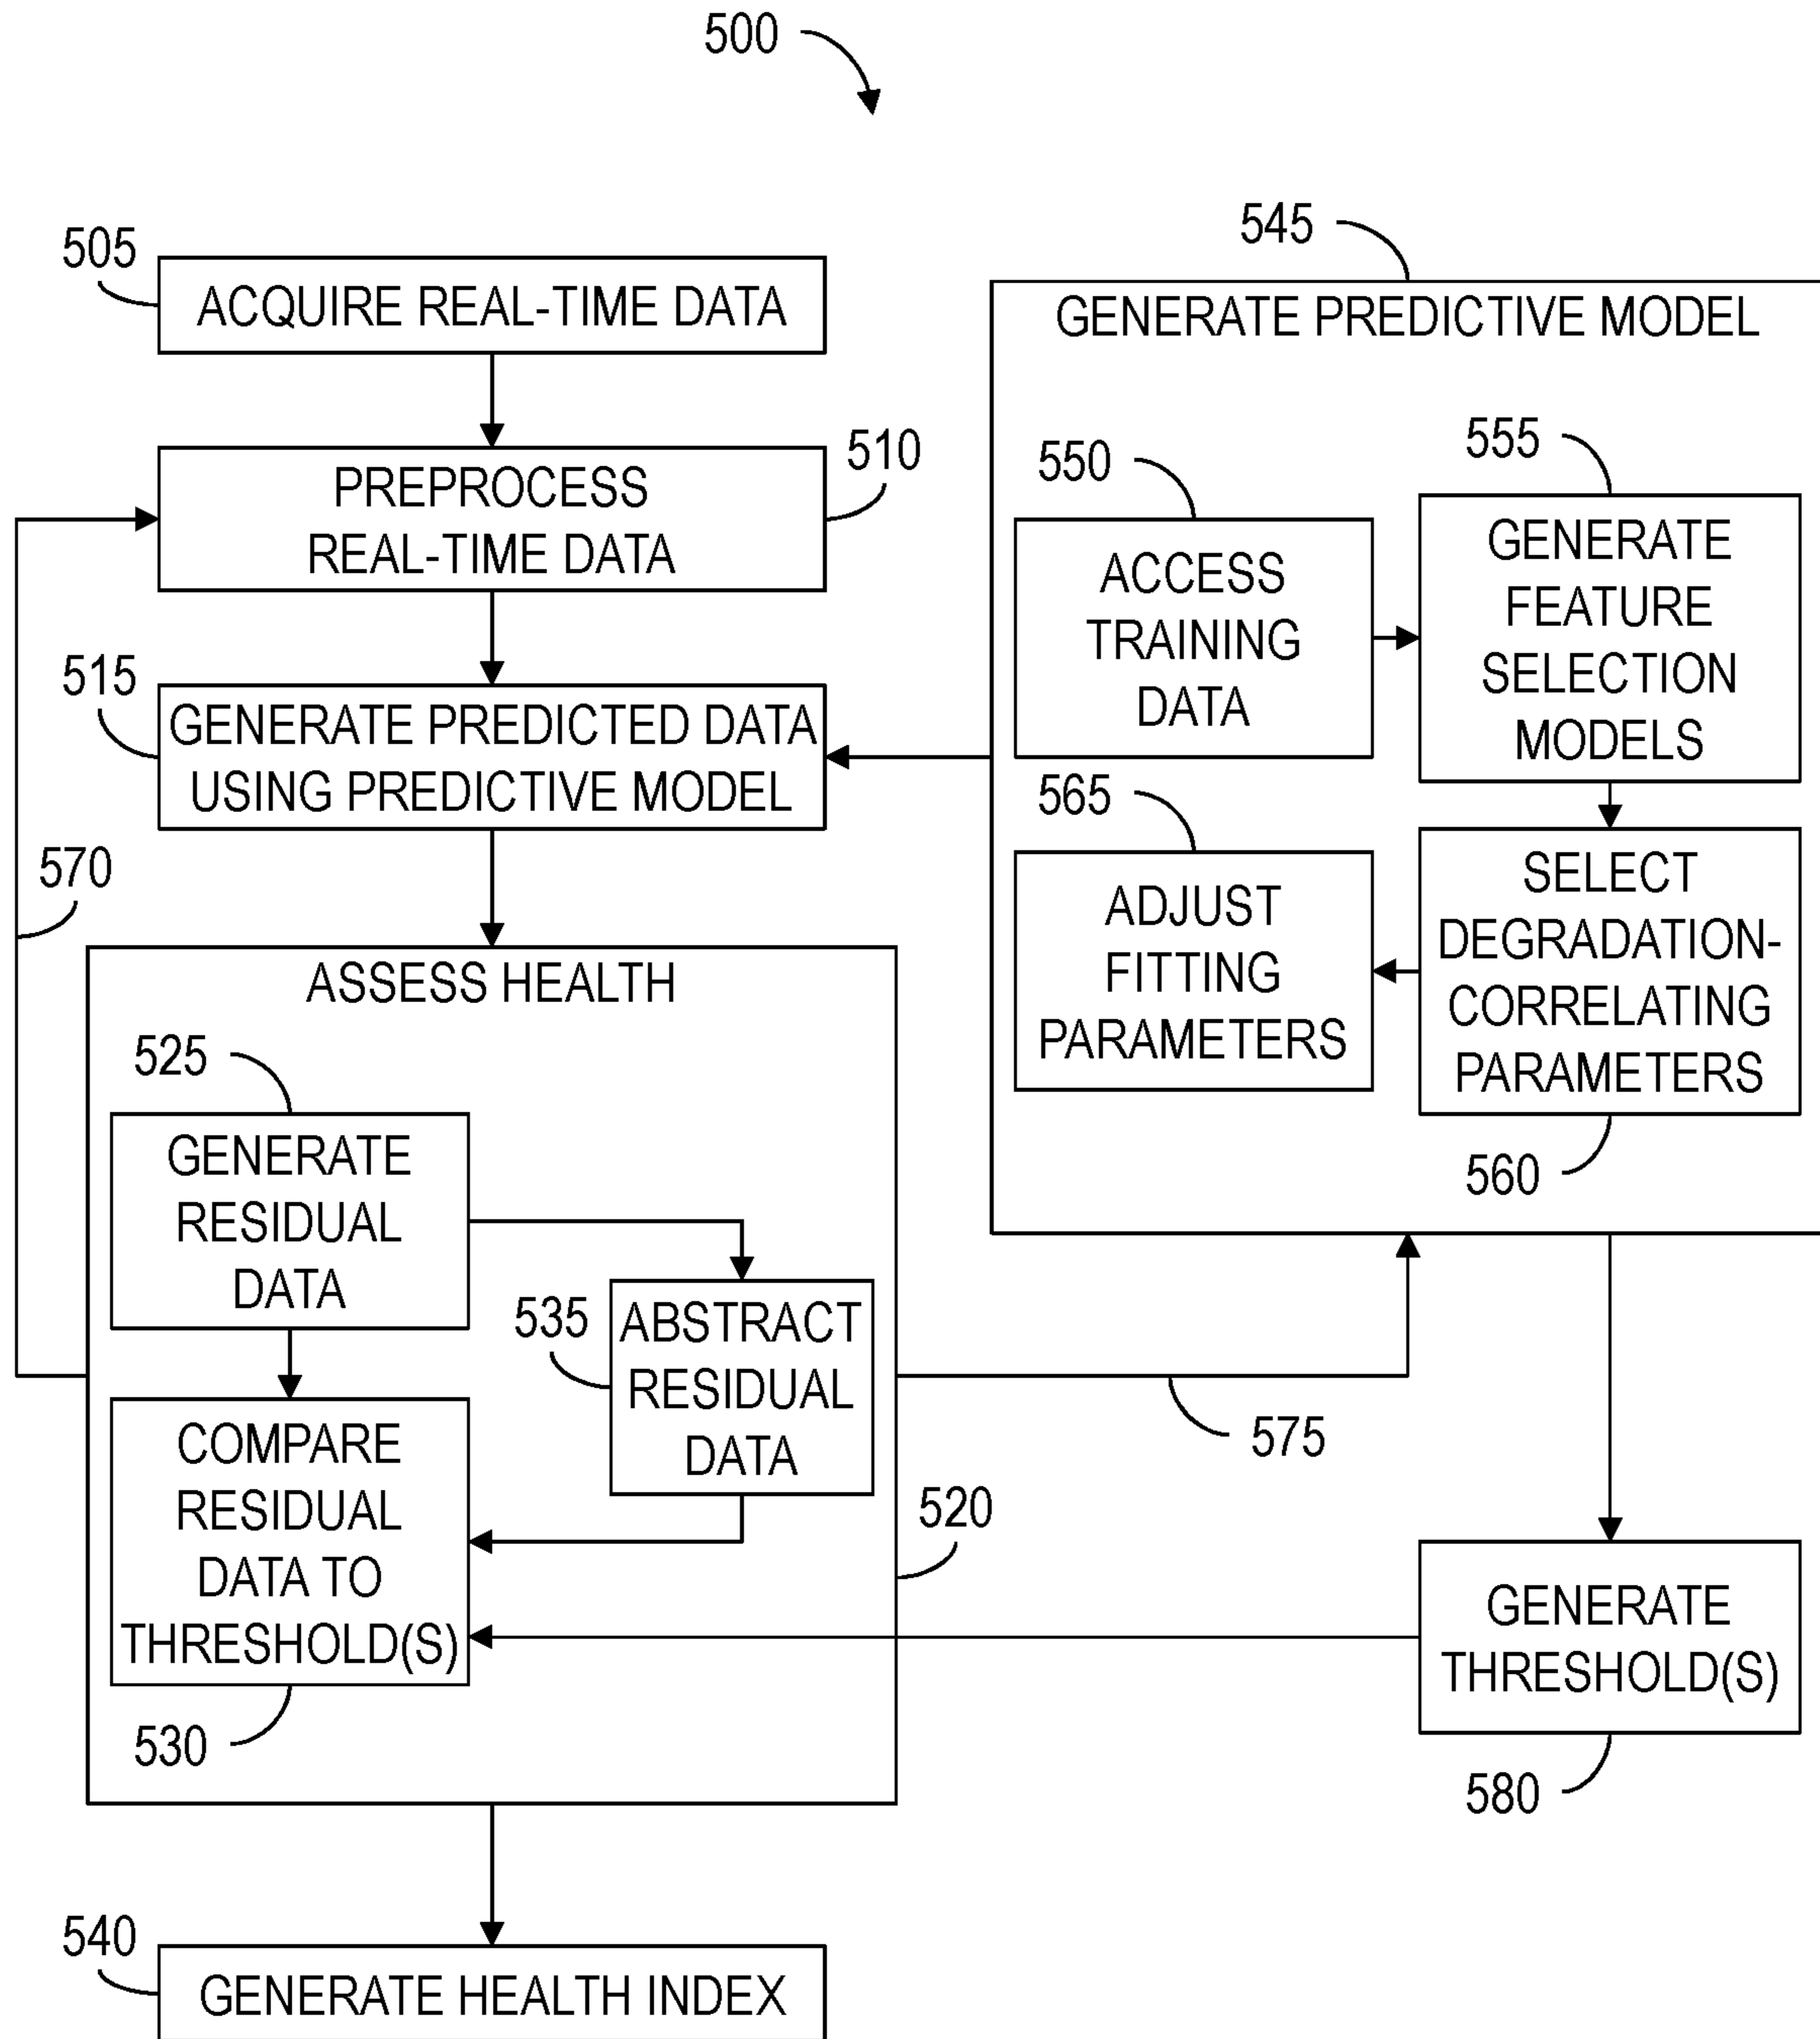 500
545
505
ACQUIRE REAL-TIME DATA
GENERATE PREDICTIVE MODEL
510
PREPROCESS
REAL-TIME DATA
550
ACCESS
TRAINING
DATA
555
GENERATE
FEATURE
SELECTION
MODELS
515
GENERATE PREDICTED DATA
USING PREDICTIVE MODEL
565
ADJUST
FITTING
PARAMETERS
SELECT
DEGRADATION-
CORRELATING
PARAMETERS
560
570
ASSESS HEALTH
525
GENERATE
RESIDUAL
DATA
535
ABSTRACT
RESIDUAL
DATA
575
COMPARE
RESIDUAL
DATA TO
THRESHOLD(S)
530
520
GENERATE
THRESHOLD(S)
580
540
GENERATE HEALTH INDEX